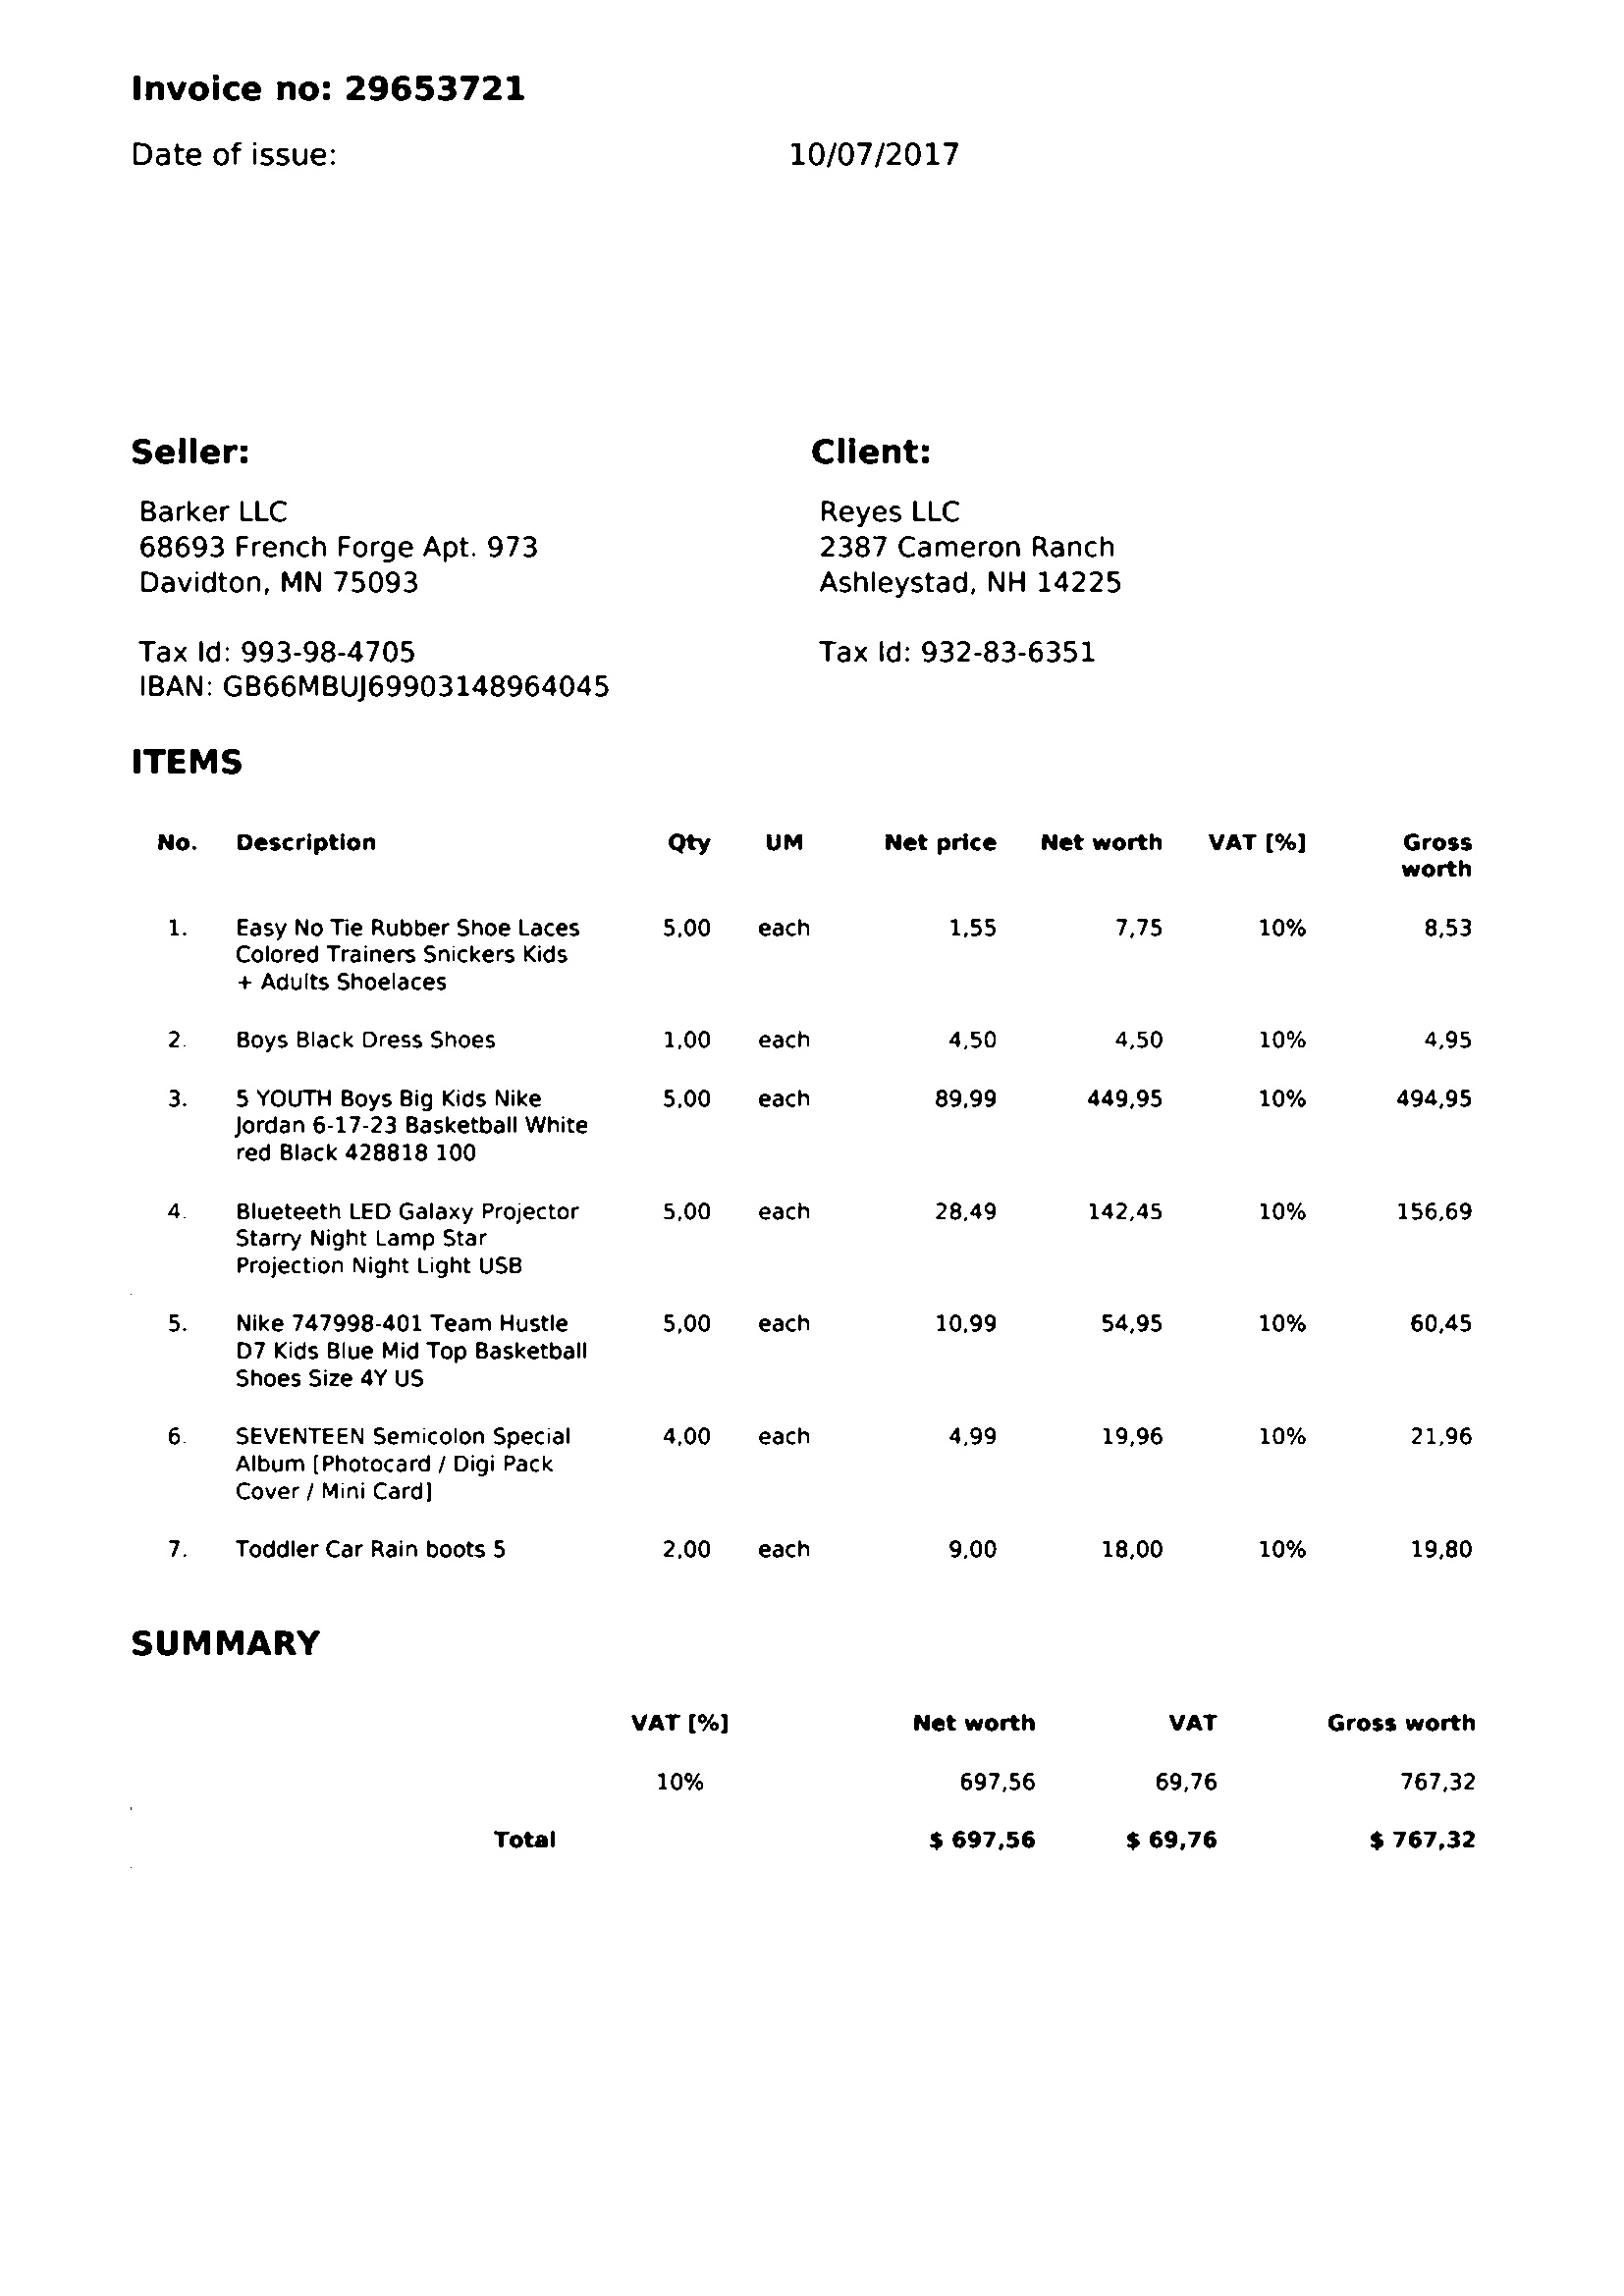 Invoice no: 29653721
Date of issue: 10/07/2017
Seller: Client:
Barker LLC Reyes LLC
68693 French Forge Apt. 973 2387 Cameron Ranch
Davidton, MN 75093 Ashleystad, NH 14225
Tax Id: 993-98-4705 Tax Id: 932-83-6351
IBAN: GB66MBUJ69903148964045
ITEMS
No. Description Qty UM Net price Net worth VAT [%] Gross
worth
1. Easy No Tie Rubber Shoe Laces 5,00 each 1,55 7,75 10% 8,53
Colored Trainers Snickers Kids
+ Adults Shoelaces
2. Boys Black Dress Shoes 1,00 each 4,50 4,50 10% 4,95
3. 5 YOUTH Boys Big Kids Nike 5,00 each 89,99 449,95 10% 494,95
Jordan 6-17-23 Basketball White
red Black 428818 100
4. Blueteeth LED Galaxy Projector 5,00 each 28,49 142,45 10% 156,69
Starry Night Lamp Star
Projection Night Light USB
5. Nike 747998-401 Team Hustle 5,00 each 10,99 54,95 10% 60,45
D7 Kids Blue Mid Top Basketball
Shoes Size 4Y US
6. SEVENTEEN Semicolon Special 4,00 each 4,99 19,96 10% 21,96
Album [Photocard / Digi Pack
Cover / Mini Card]
7. Toddler Car Rain boots 5 2,00 each 9,00 18,00 10% 19,80
SUMMARY
VAT [%] Net worth VAT Gross worth
10% 697,56 69,76 767,32
Total $ 697,56 $ 69,76 $ 767,32